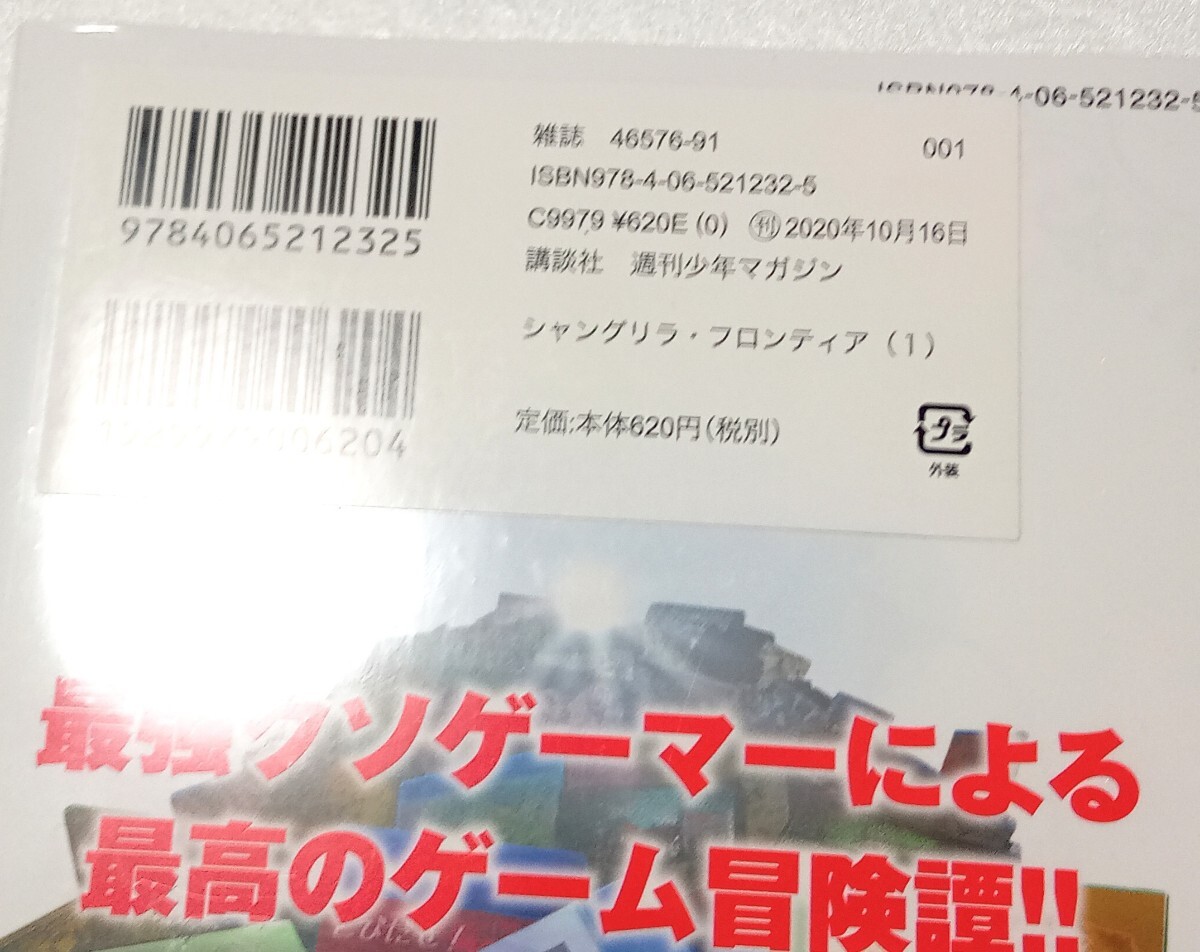 ISBN978-4-06-521232-5
9784065212325
雑誌 46576-91 001
ISBN978-4-06-521232-5
C9979 ¥620E (0) ㊗2020年10月16日
講談社 週刊少年マガジン
シャングリラ・フロンティア(1)
定価:本体620円(税別)
プラ
外装
6204
最強クソゲーマーによる
最高のゲーム冒険譚!!